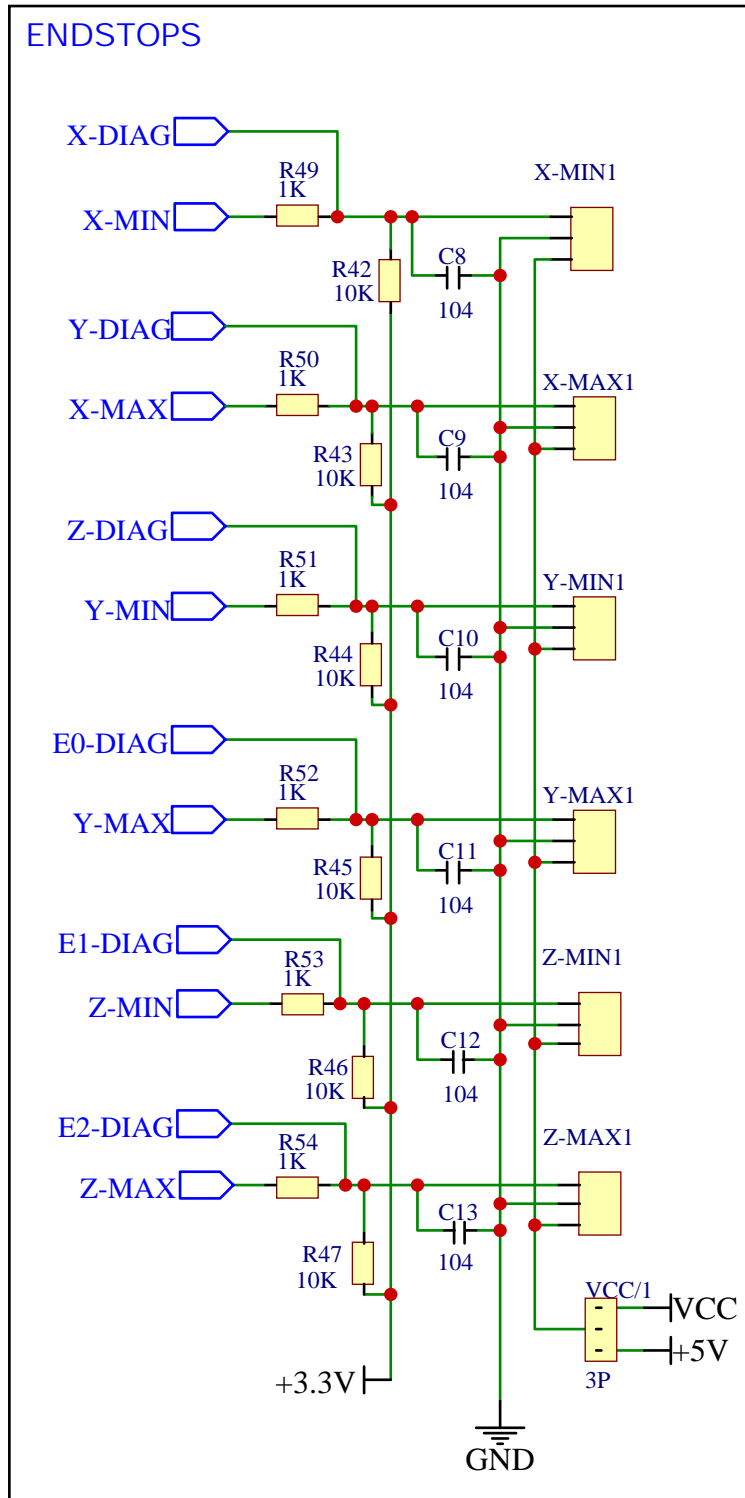 ENDSTOPS
X-DIAG
R49
1K
X-MIN
X-MIN1
R42
10K
C8
104
Y-DIAG
R50
1K
X-MAX
X-MAX1
R43
10K
C9
104
Z-DIAG
R51
1K
Y-MIN
Y-MIN1
R44
10K
C10
104
E0-DIAG
R52
1K
Y-MAX
Y-MAX1
R45
10K
C11
104
E1-DIAG
R53
1K
Z-MIN
Z-MIN1
R46
10K
C12
104
E2-DIAG
R54
1K
Z-MAX
Z-MAX1
R47
10K
C13
104
VCC/1
VCC
+5V
3P
+3.3V
GND